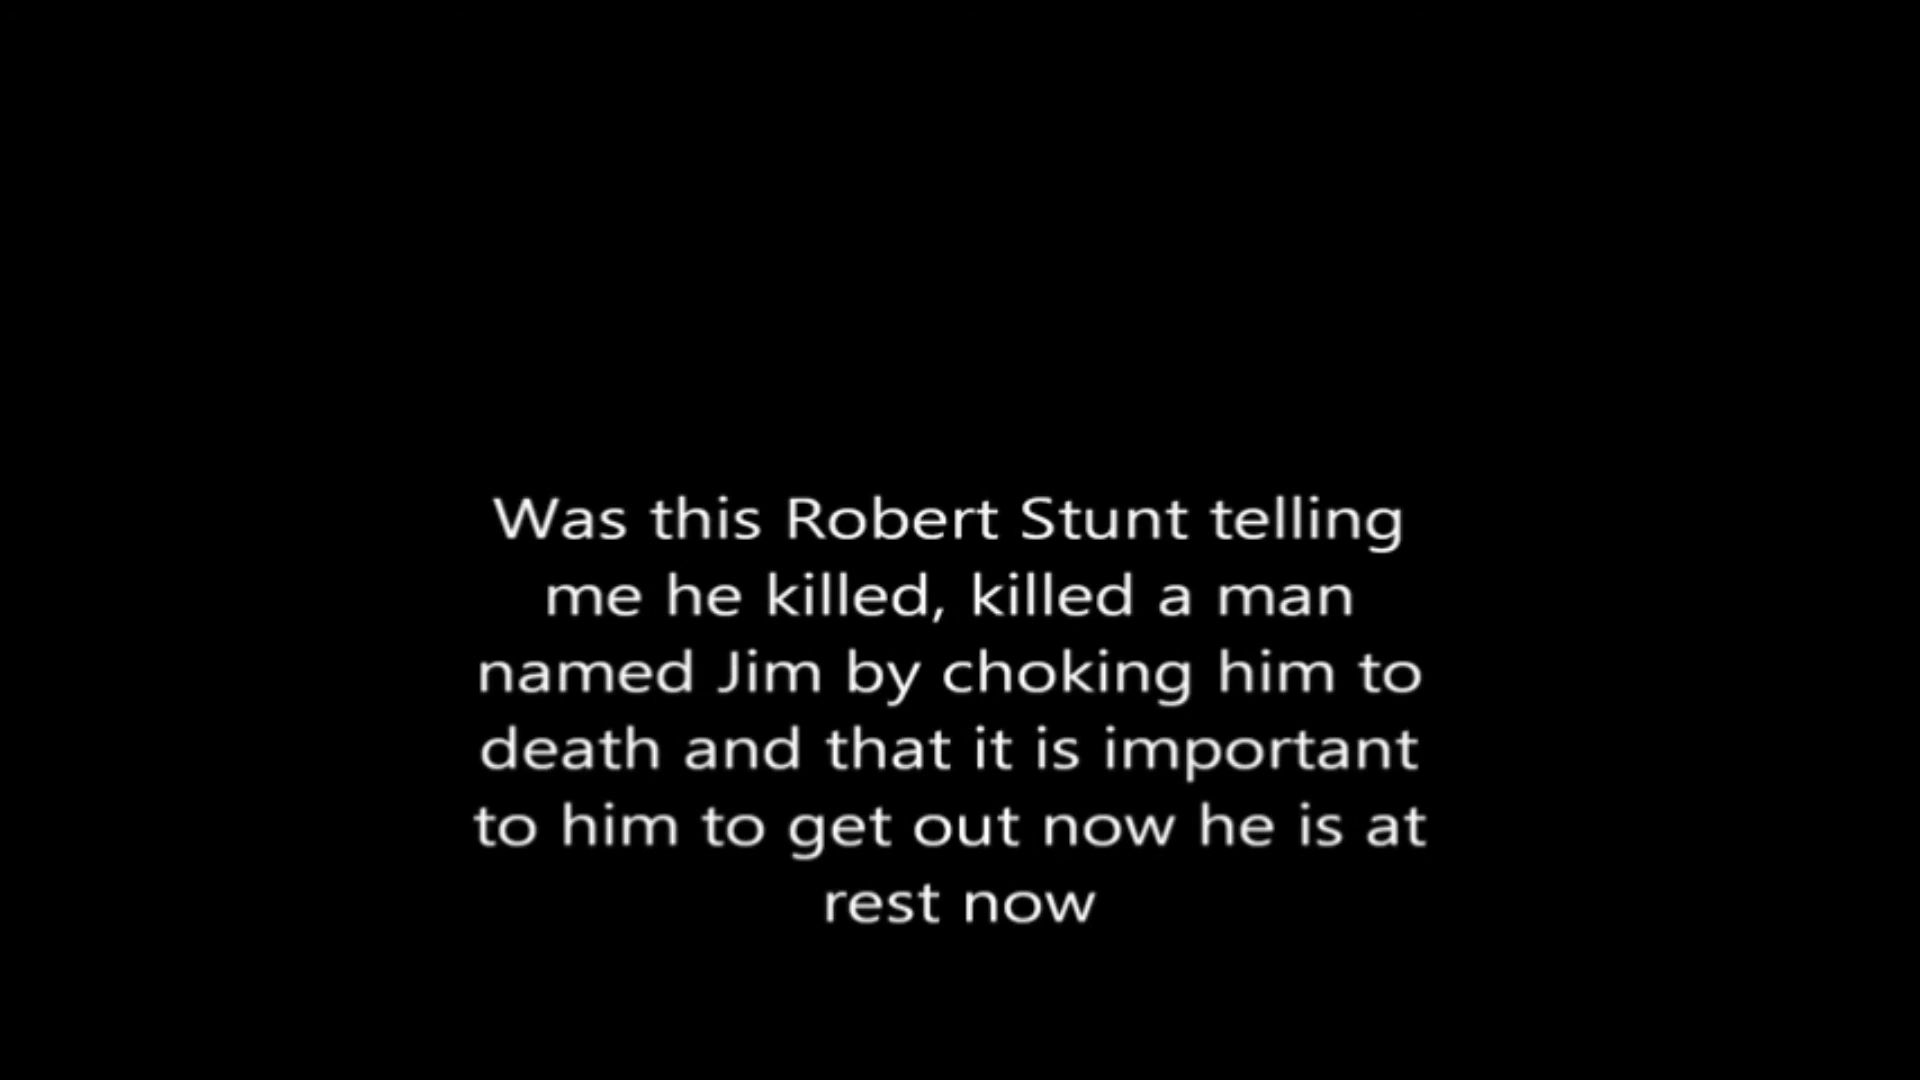 Was this Robert Stunt telling
me he killed, killed a man
named Jim by choking him to
death and that it is important
to him to get out now he is at
rest now